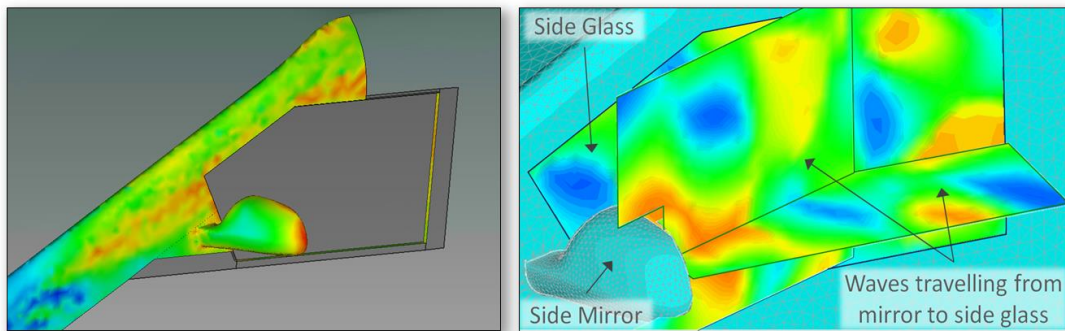 Side Glass
Side Mirror
Waves travelling from
mirror to side glass